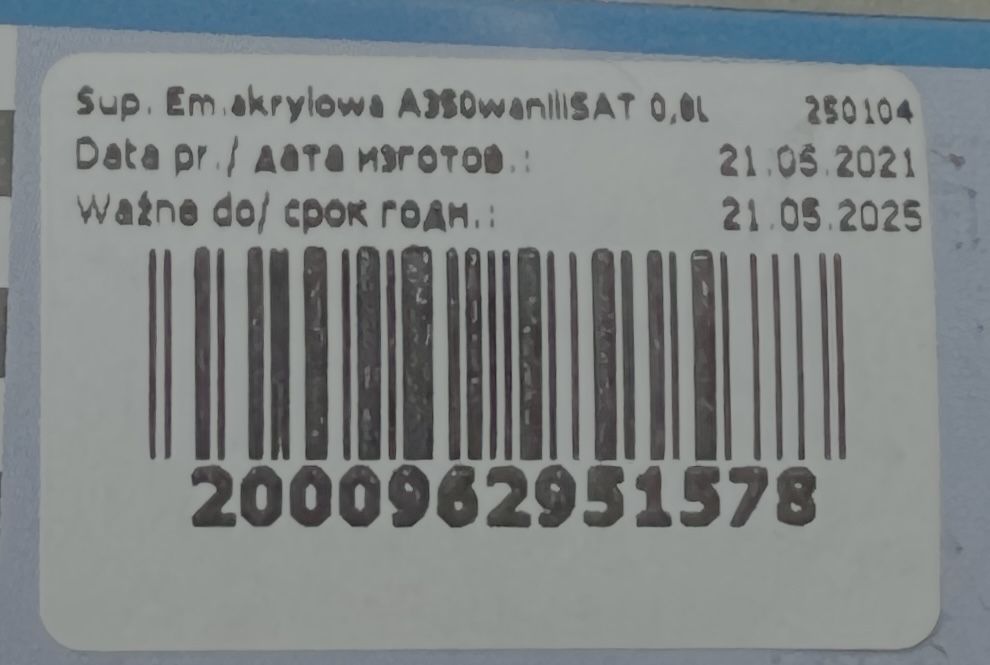 Sup. Em.akrylowa A350wanIIISAT 0,8L 250104
Data pr./ дата изготов.: 21.05.2021
Ważne do/ срок годн.: 21.05.2025
2000962951578